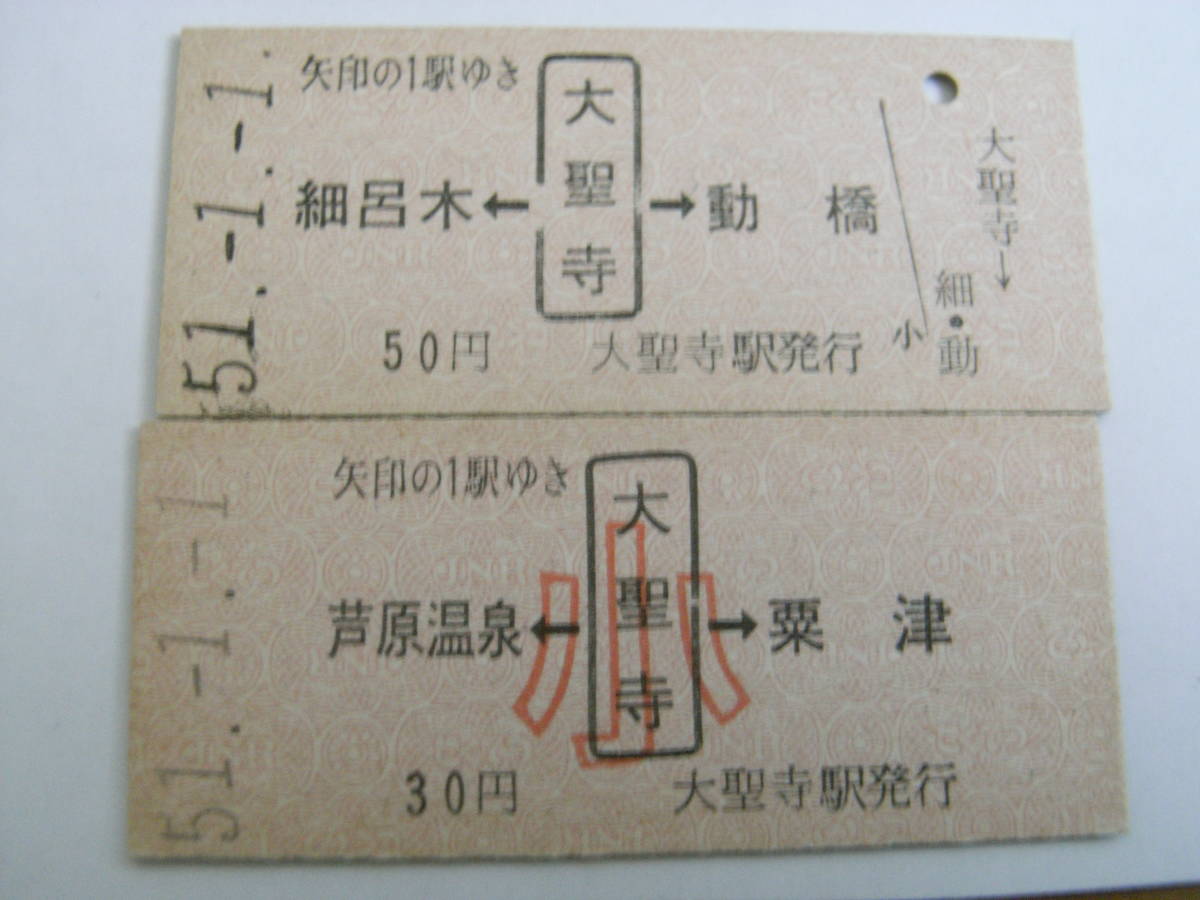 51.-1.-1.
矢印の1駅ゆき
細呂木←大聖寺→動橋
50円 大聖寺駅発行
大聖寺→
細・動
小
51.-1.-1
矢印の1駅ゆき
芦原温泉←大聖寺→粟津
小
30円 大聖寺駅発行